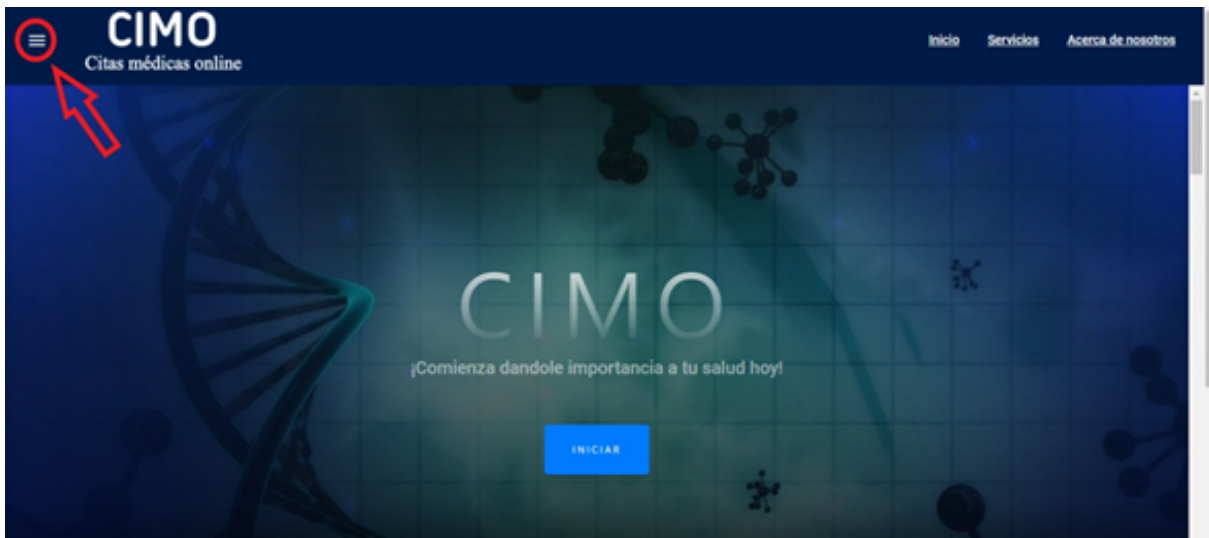 CIMO
Citas médicas online
Inicio Servicios Acerca de nosotros
CIMO
¡Comienza dandole importancia a tu salud hoy!
INICIAR